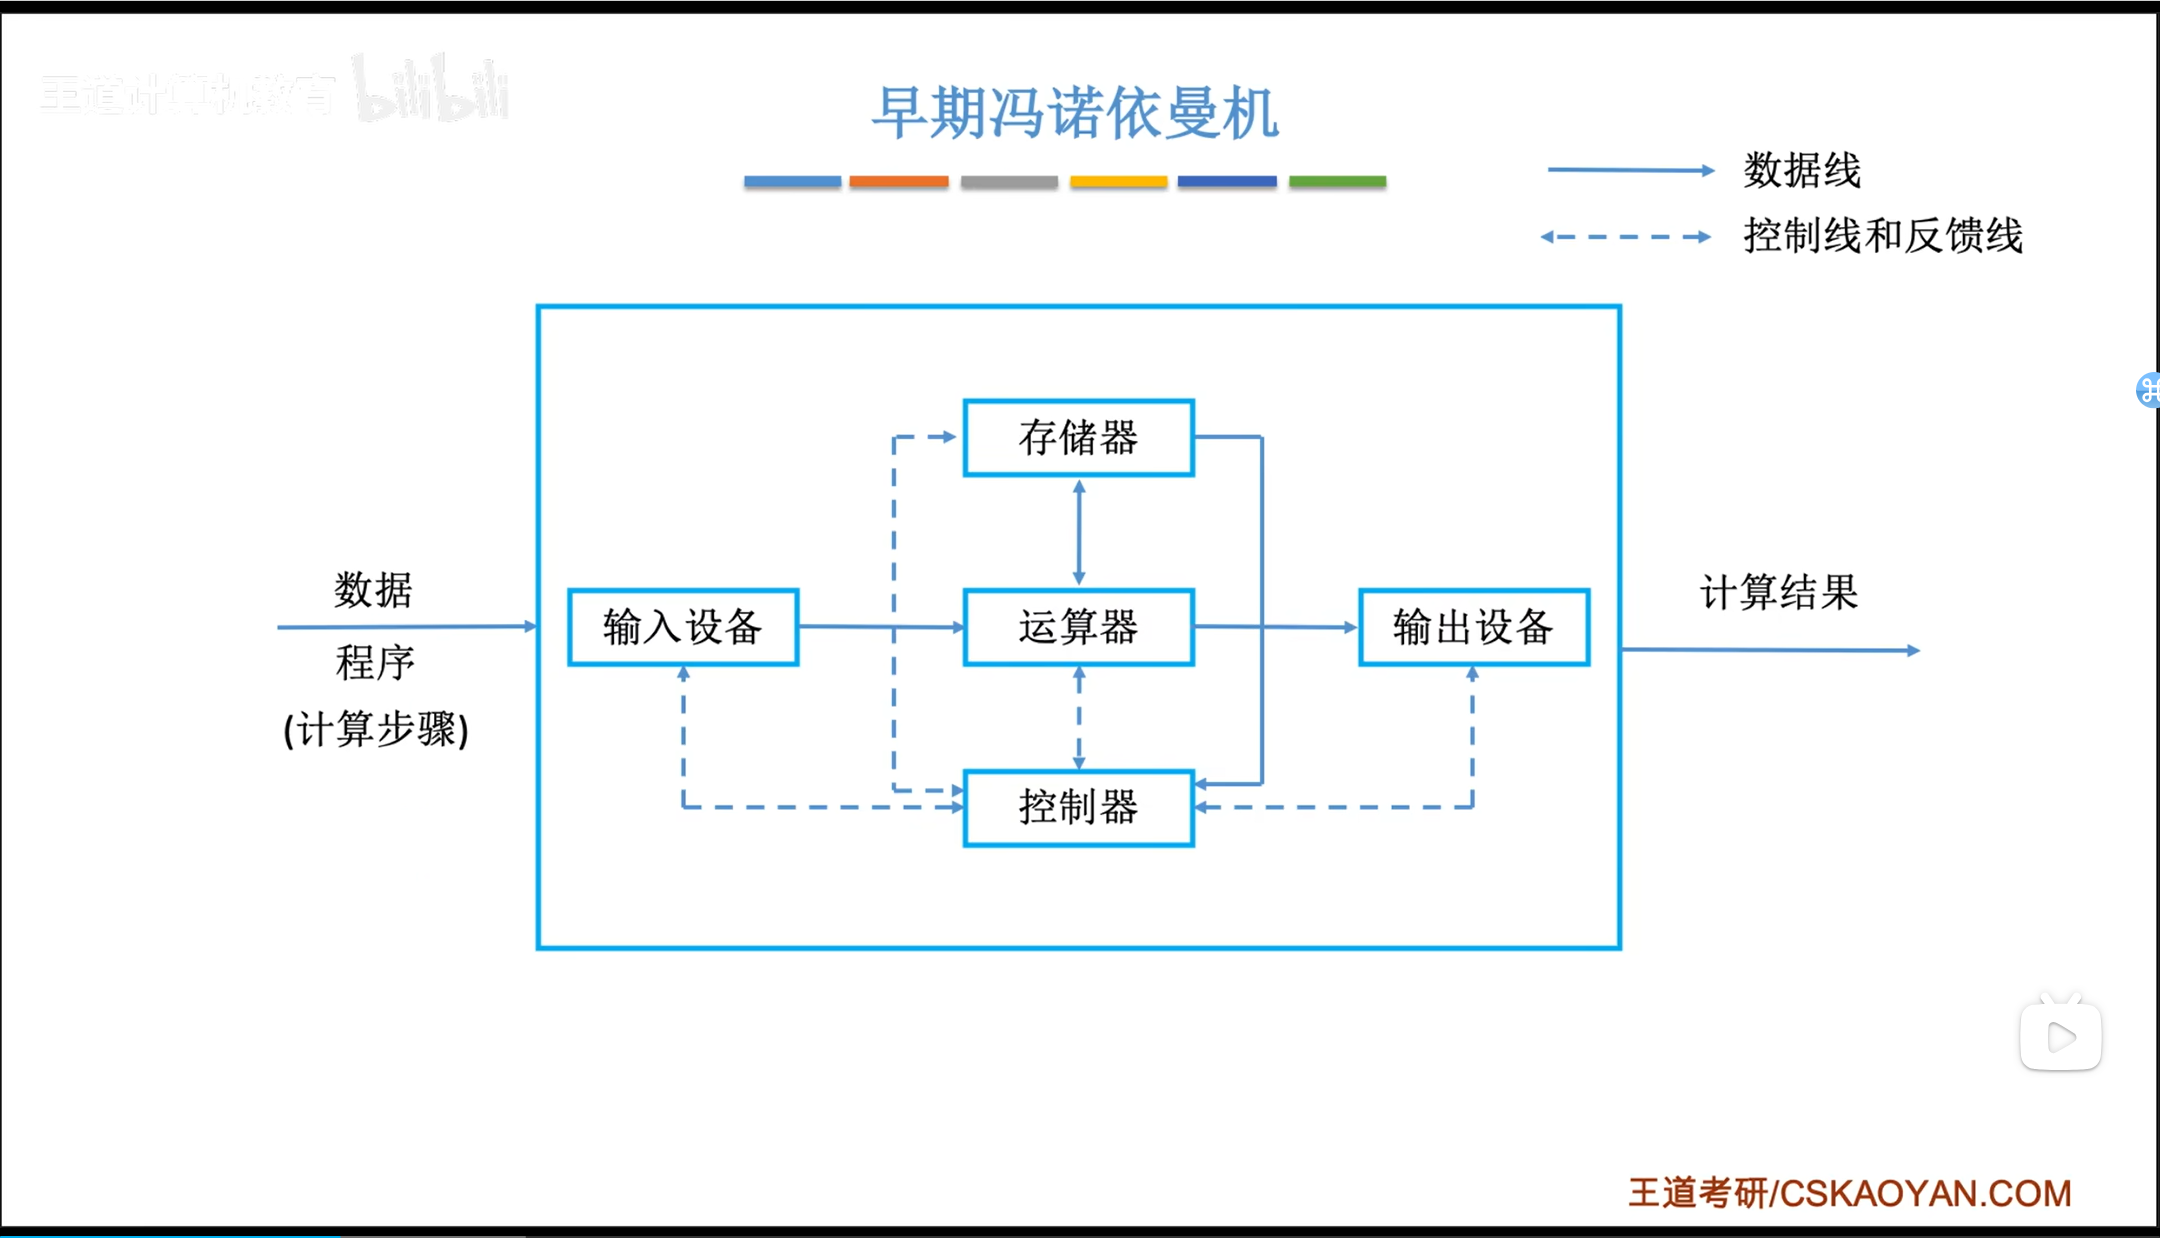 王道计算机教育 bilibili
早期冯诺依曼机
数据线
控制线和反馈线
存储器
数据
程序
(计算步骤)
输入设备
运算器
输出设备
计算结果
控制器
王道考研/CSKAOYAN.COM